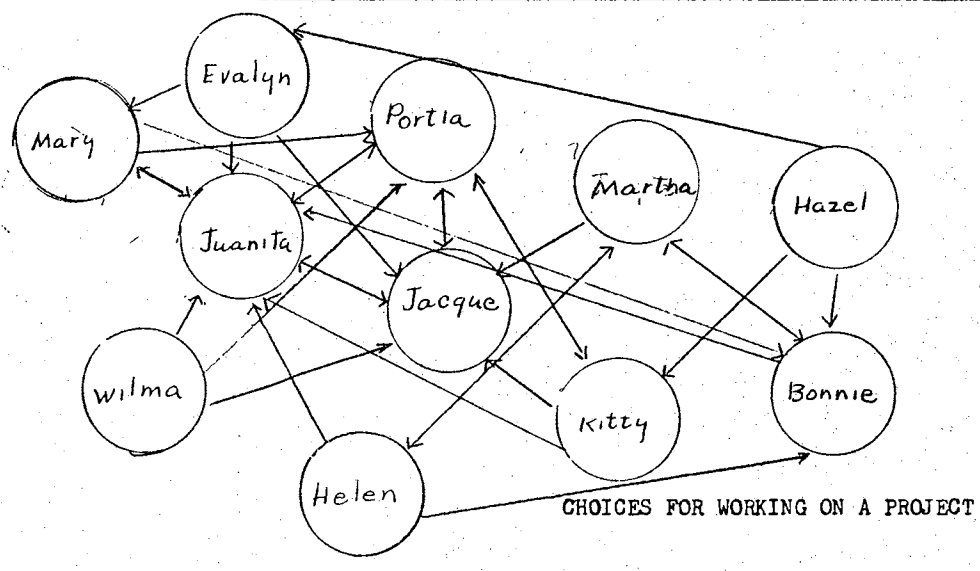 Evalyn
Portia
Mary
Martha
Hazel
Juanita
Jacque
Wilma
Kitty
Bonnie
Helen
CHOICES FOR WORKING ON A PROJECT